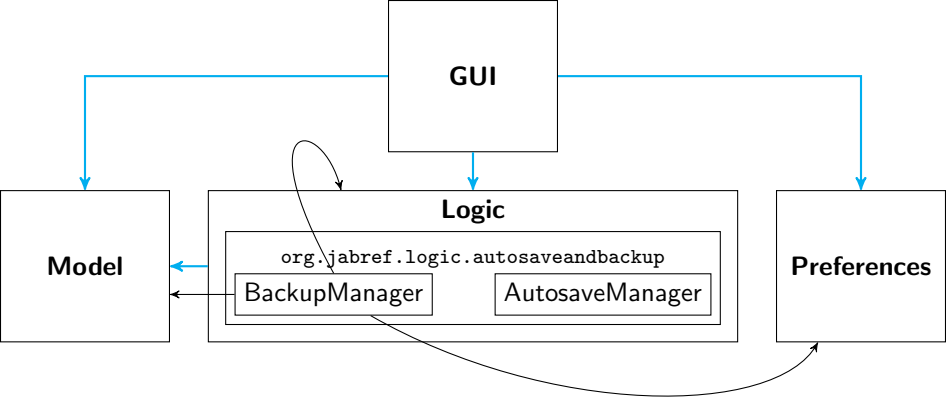 GUI
Logic
Model
org.jabref.logic.autosaveandbackup
Preferences
BackupManager
AutosaveManager